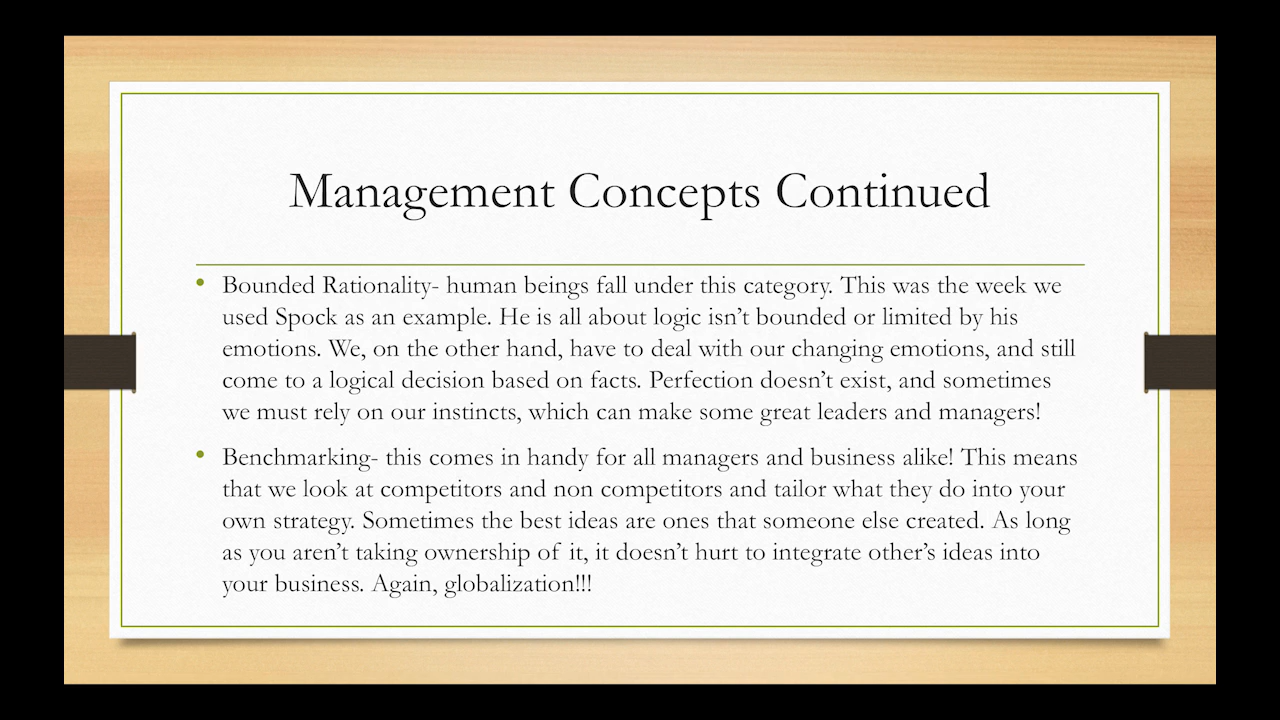 Management Concepts Continued
• Bounded Rationality- human beings fall under this category. This was the week we
used Spock as an example. He is all about logic isn’t bounded or limited by his
emotions. We, on the other hand, have to deal with our changing emotions, and still
come to a logical decision based on facts. Perfection doesn’t exist, and sometimes
we must rely on our instincts, which can make some great leaders and managers!
• Benchmarking- this comes in handy for all managers and business alike! This means
that we look at competitors and non competitors and tailor what they do into your
own strategy. Sometimes the best ideas are ones that someone else created. As long
as you aren’t taking ownership of it, it doesn’t hurt to integrate other’s ideas into
your business. Again, globalization!!!